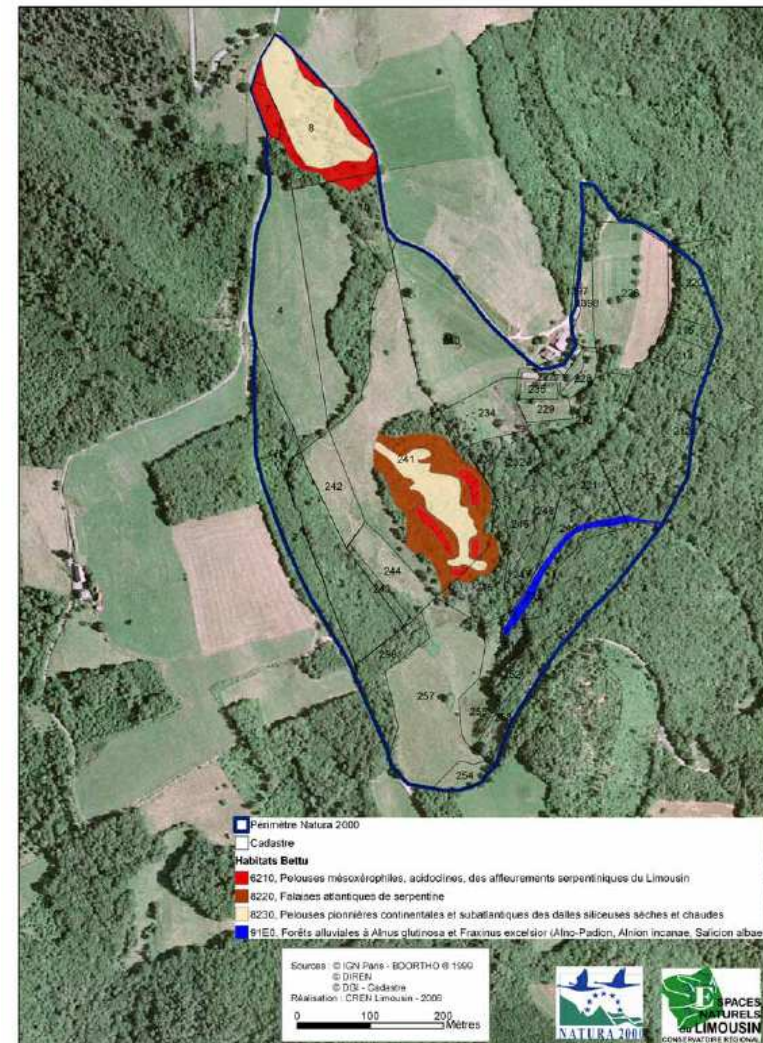 8
4
234
235
229
228
226
241
242
244
257
254
Périmètre Natura 2000
Cadastre
Habitats Bettu
6210, Pelouses mésoxérophiles, acidoclines, des affleurements serpentiniques du Limousin
8220, Falaises atlantiques de serpentine
8230, Pelouses pionnières continentales et subatlantiques des dalles siliceuses sèches et chaudes
91E0, Forêts alluviales à Alnus glutinosa et Fraxinus excelsior (Alno-Padion, Alnion incanae, Salicion albae
Sources : © IGN Paris - BDORTHO ® 1999
© DIREN
© DGI - Cadastre
Réalisation : CREN Limousin - 2006
0 100 200
Mètres
NATURA 2000
ESPACES
NATURELS
DU LIMOUSIN
CONSERVATOIRE RÉGIONAL